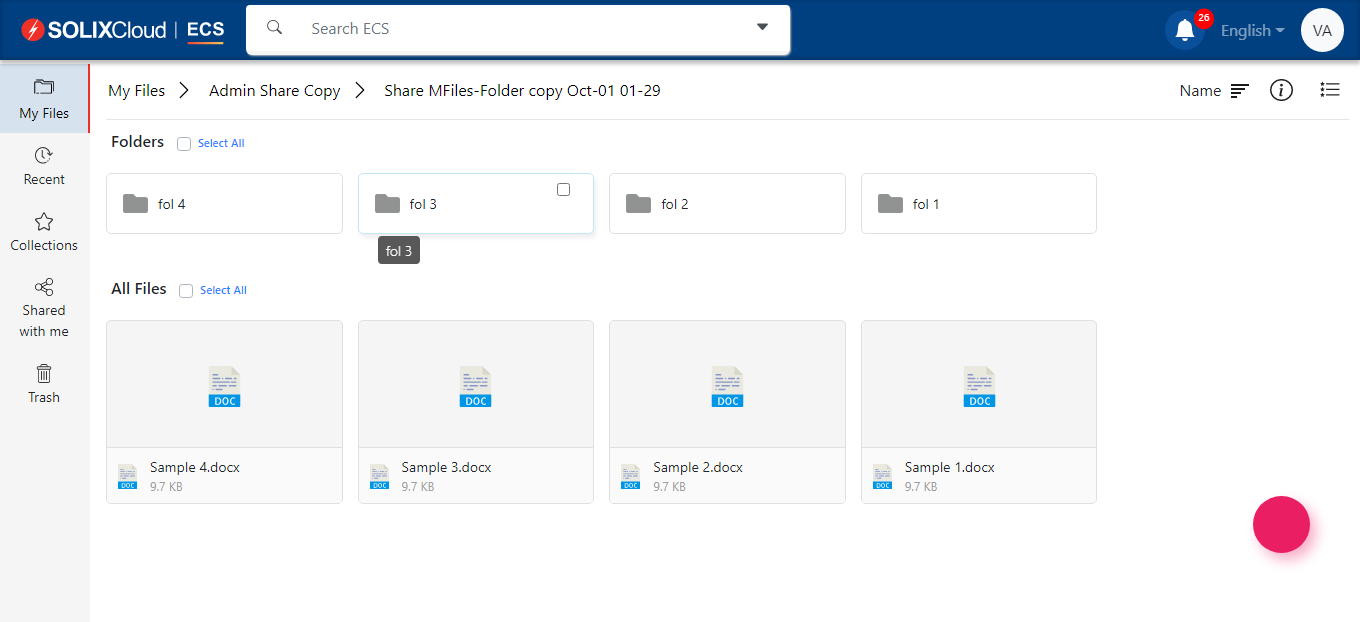 SOLIXCloud | ECS
Search ECS
26
English
VA
My Files
Recent
Collections
Shared
with me
Trash
My Files
Admin Share Copy
Share MFiles-Folder copy Oct-01 01-29
Name
Folders
Select All
fol 4
fol 3
fol 2
fol 1
fol 3
All Files
Select All
DOC
DOC
DOC
DOC
DOC
Sample 4.docx
9.7 KB
DOC
Sample 3.docx
9.7 KB
DOC
Sample 2.docx
9.7 KB
DOC
Sample 1.docx
9.7 KB